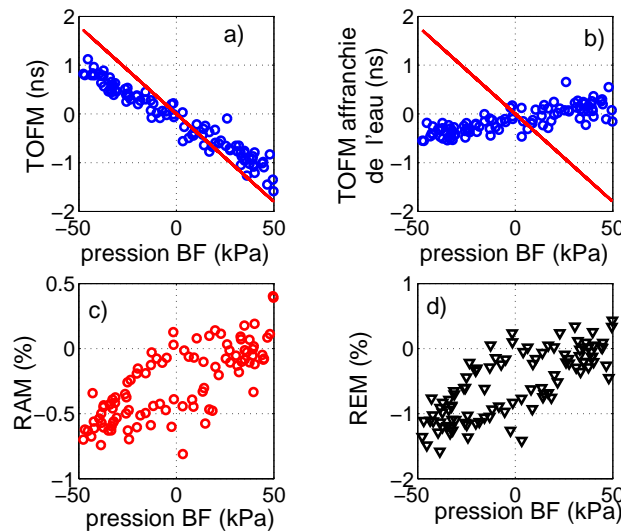 a)
TOFM (ns)
2
1
0
−1
−2
−50
0
50
pression BF (kPa)
b)
TOFM affranchie
de l'eau (ns)
2
1
0
−1
−2
−50
0
50
pression BF (kPa)
c)
RAM (%)
0.5
0
−0.5
−1
−50
0
50
pression BF (kPa)
d)
REM (%)
1
0
−1
−2
−50
0
50
pression BF (kPa)